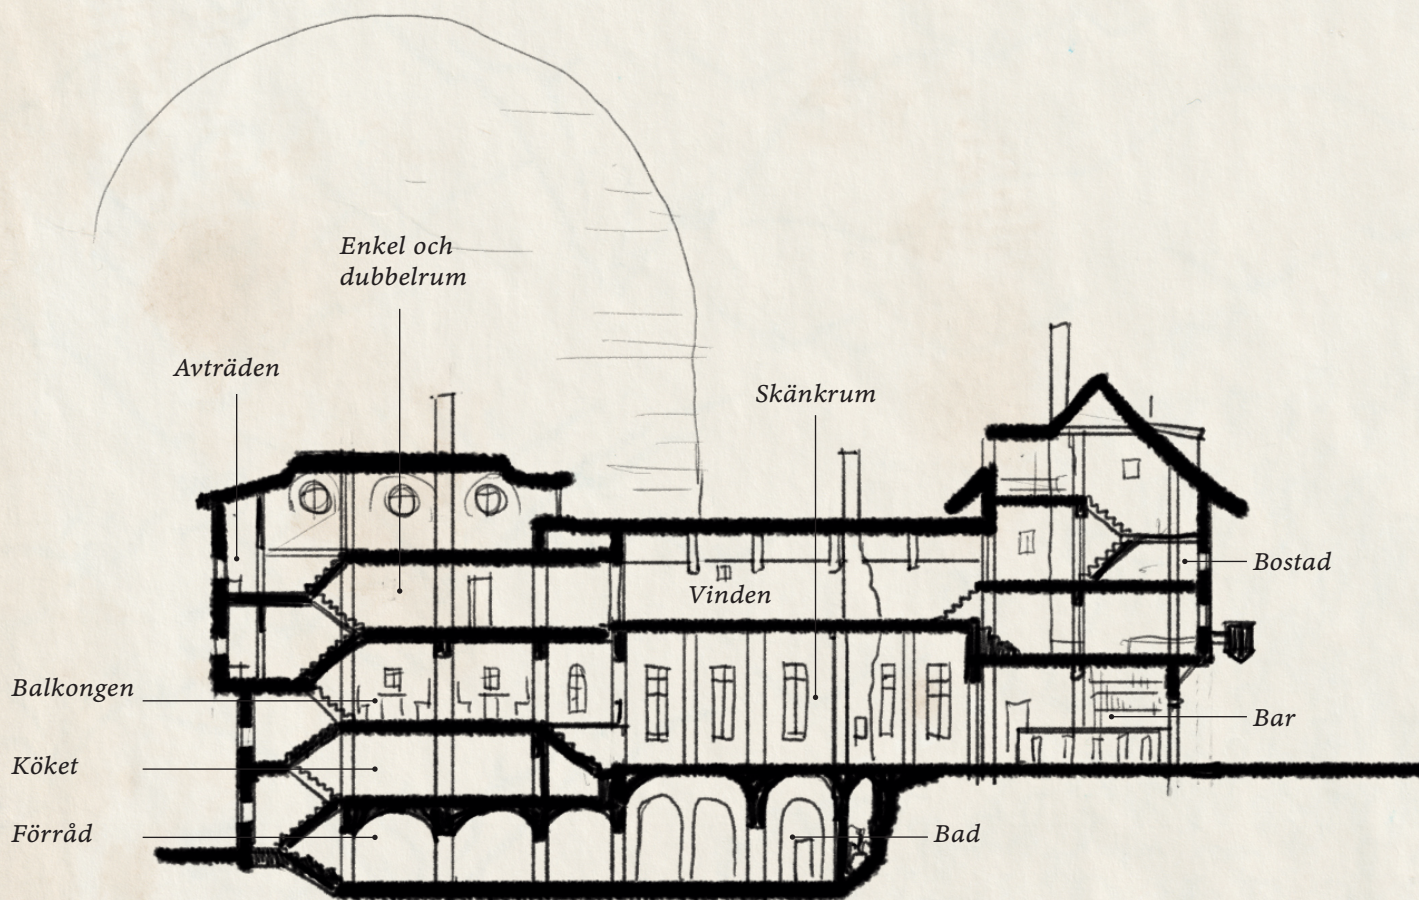 Enkel och
dubbelrum
Avträden
Skänkrum
Vinden
Bostad
Balkongen
Bar
Köket
Förråd
Bad